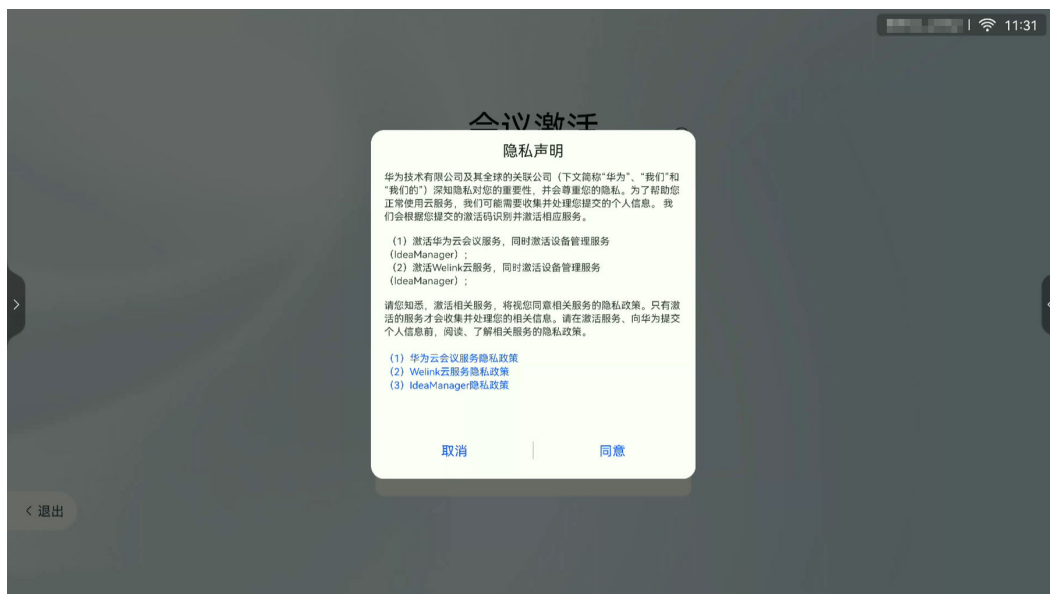 11:31
会议激活
隐私声明
华为技术有限公司及其全球的关联公司（下文简称“华为”、“我们”和
“我们的”）深知隐私对您的重要性，并会尊重您的隐私。为了帮助您
正常使用云服务，我们可能需要收集并处理您提交的个人信息。 我
们会根据您提交的激活码识别并激活相应服务。
（1）激活华为云会议服务，同时激活设备管理服务
（IdeaManager）;
（2）激活Welink云服务，同时激活设备管理服务
（IdeaManager）;
请您知悉，激活相关服务，将视您同意相关服务的隐私政策。只有激
活的服务才会收集并处理您的相关信息。请在激活服务、向华为提交
个人信息前，阅读、了解相关服务的隐私政策。
（1）华为云会议服务隐私政策
（2）Welink云服务隐私政策
（3）IdeaManager隐私政策
取消 同意
退出